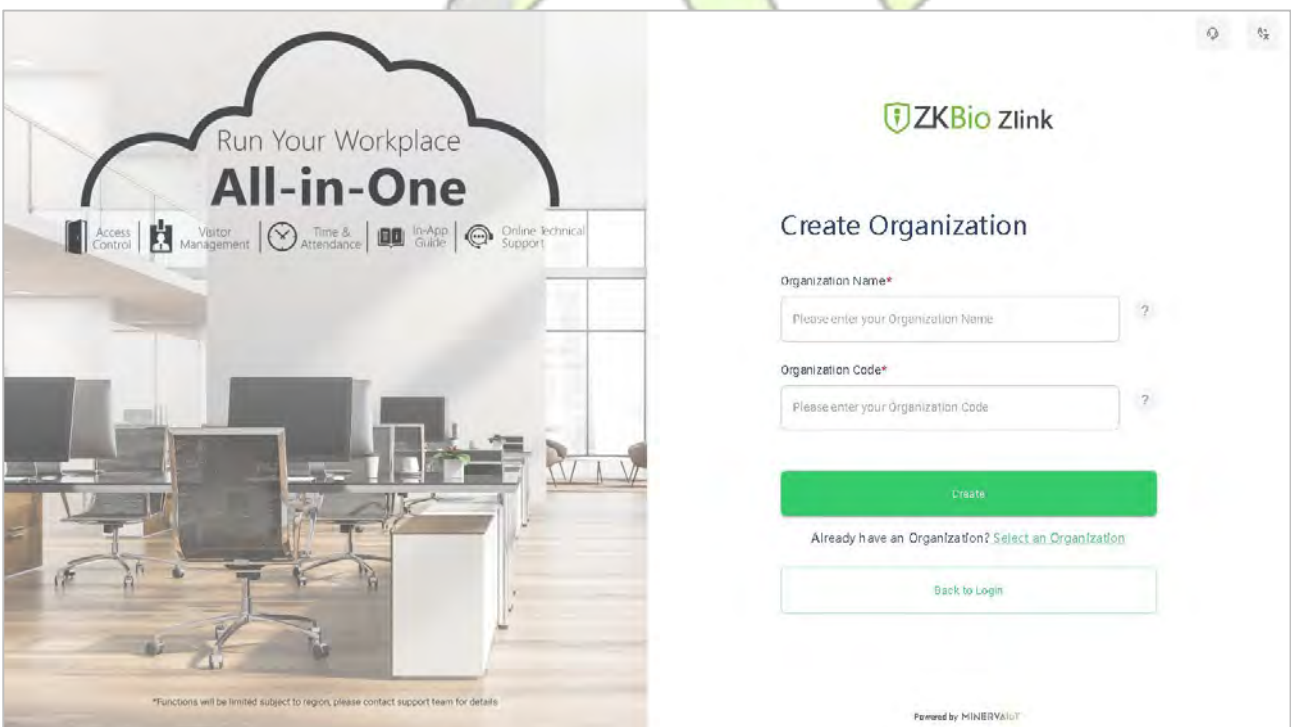 Run Your Workplace
All-in-One
Access Control
Visitor Management
Time & Attendance
In-App Guide
Online Technical Support
*Functions will be limited subject to region, please contact support team for details
ZKBio Zlink
Create Organization
Organization Name*
Please enter your Organization Name
?
Organization Code*
Please enter your Organization Code
?
Create
Already have an Organization? Select an Organization
Back to Login
Powered by MINERVAIOT